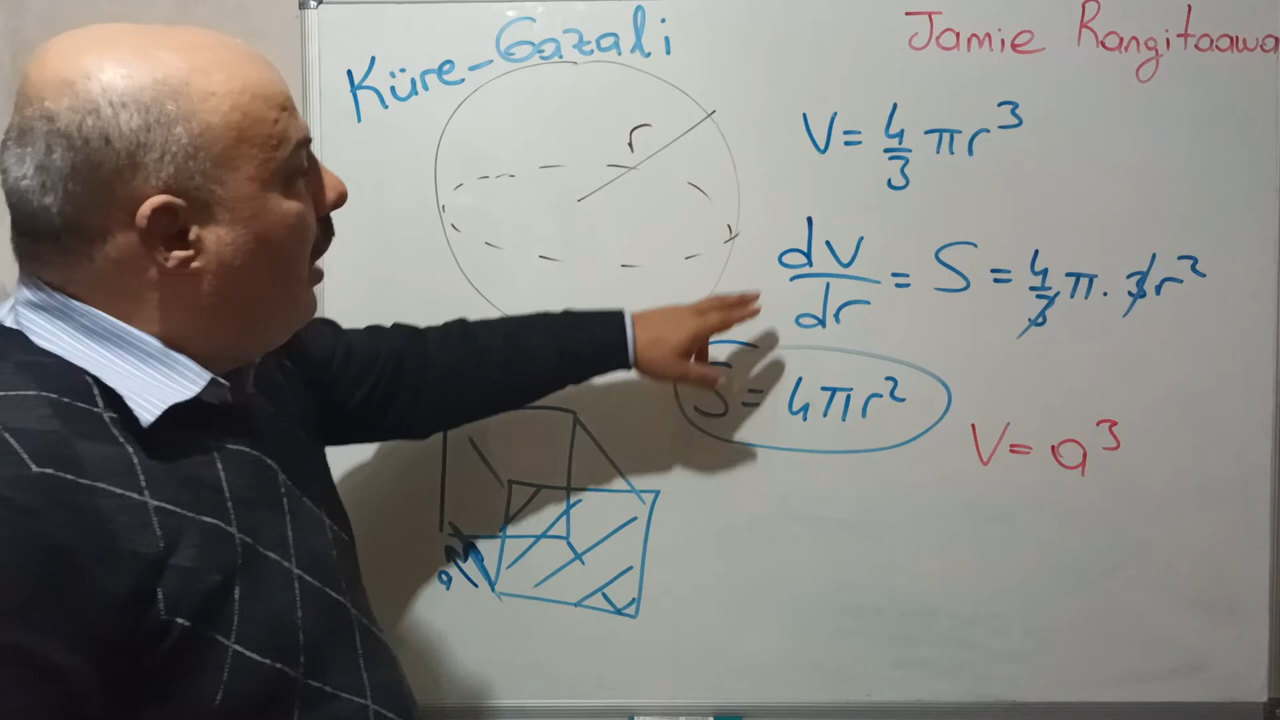 Küre-Gazali
Jamie Rangitaawa
r
V = 4/3 πr³
dV/dr = S = 4/3 π. 3r²
S = 4πr²
V = a³
a